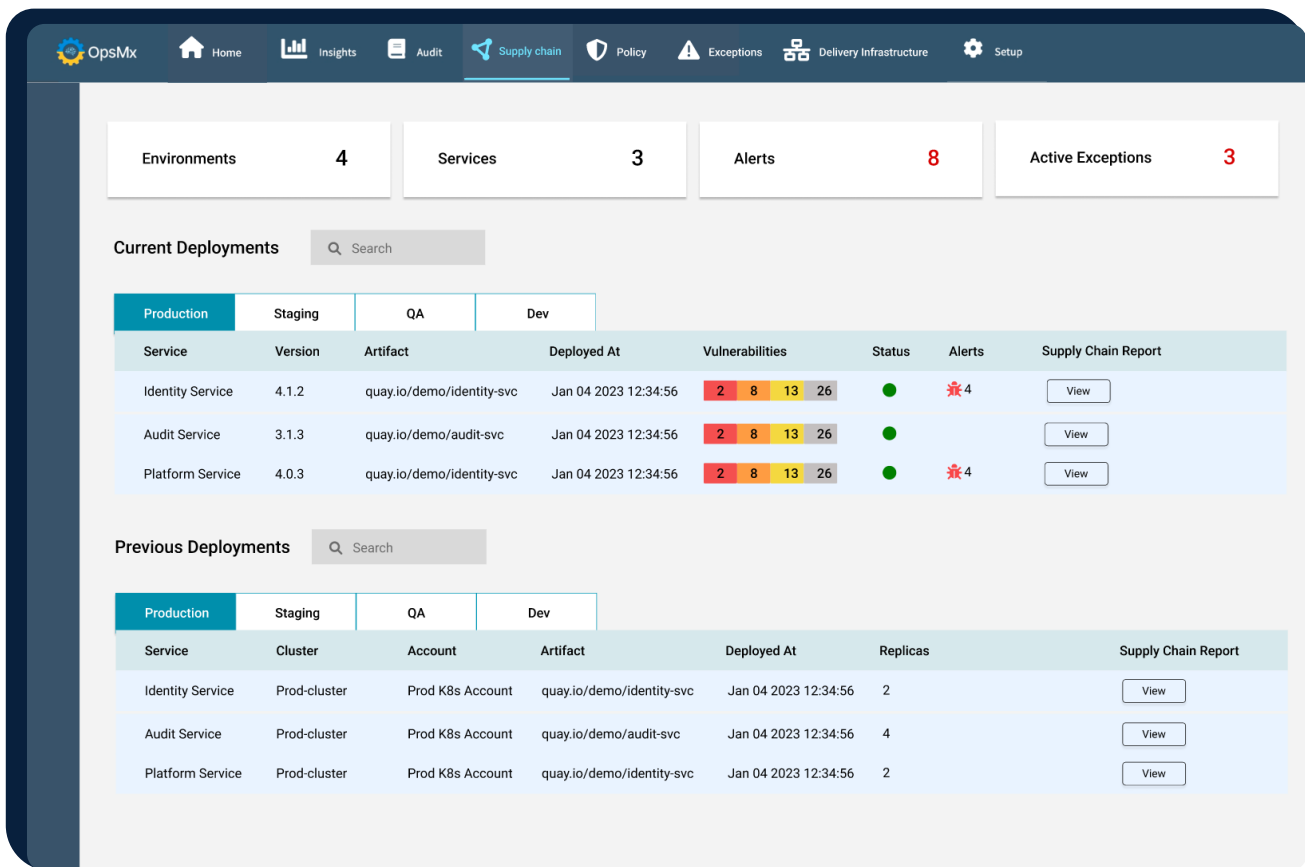 OpsMx Home Insights Audit Supply chain Policy Exceptions Delivery Infrastructure Setup
Environments 4 Services 3 Alerts 8 Active Exceptions 3
Current Deployments Search
Production Staging QA Dev
Service Version Artifact Deployed At Vulnerabilities Status Alerts Supply Chain Report
Identity Service 4.1.2 quay.io/demo/identity-svc Jan 04 2023 12:34:56 2 8 13 26 4 View
Audit Service 3.1.3 quay.io/demo/audit-svc Jan 04 2023 12:34:56 2 8 13 26 View
Platform Service 4.0.3 quay.io/demo/identity-svc Jan 04 2023 12:34:56 2 8 13 26 4 View
Previous Deployments Search
Production Staging QA Dev
Service Cluster Account Artifact Deployed At Replicas Supply Chain Report
Identity Service Prod-cluster Prod K8s Account quay.io/demo/identity-svc Jan 04 2023 12:34:56 2 View
Audit Service Prod-cluster Prod K8s Account quay.io/demo/audit-svc Jan 04 2023 12:34:56 4 View
Platform Service Prod-cluster Prod K8s Account quay.io/demo/identity-svc Jan 04 2023 12:34:56 2 View